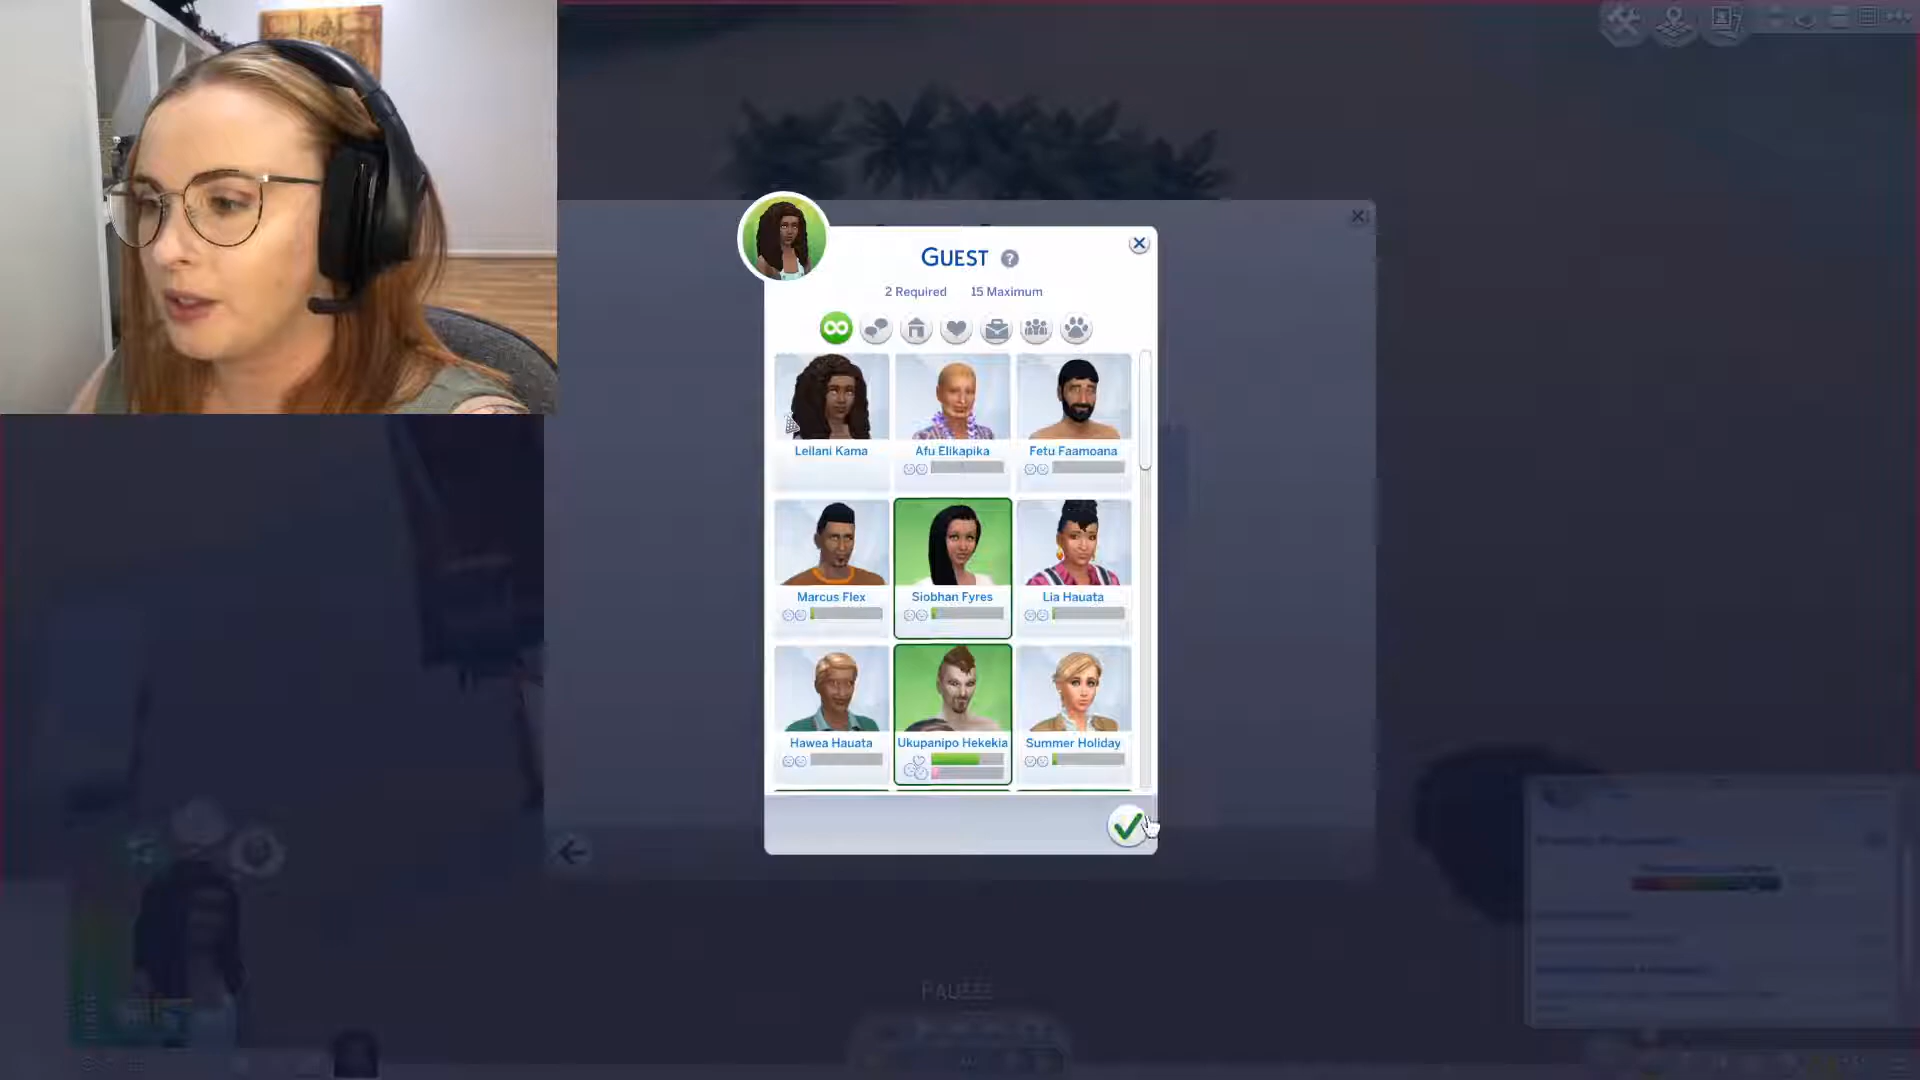 GUEST ?
2 Required 15 Maximum
Leilani Kama
Afu Elikapika
Fetu Faamoana
Marcus Flex
Siobhan Fyres
Lia Hauata
Hawea Hauata
Ukupanipo Hekekia
Summer Holiday